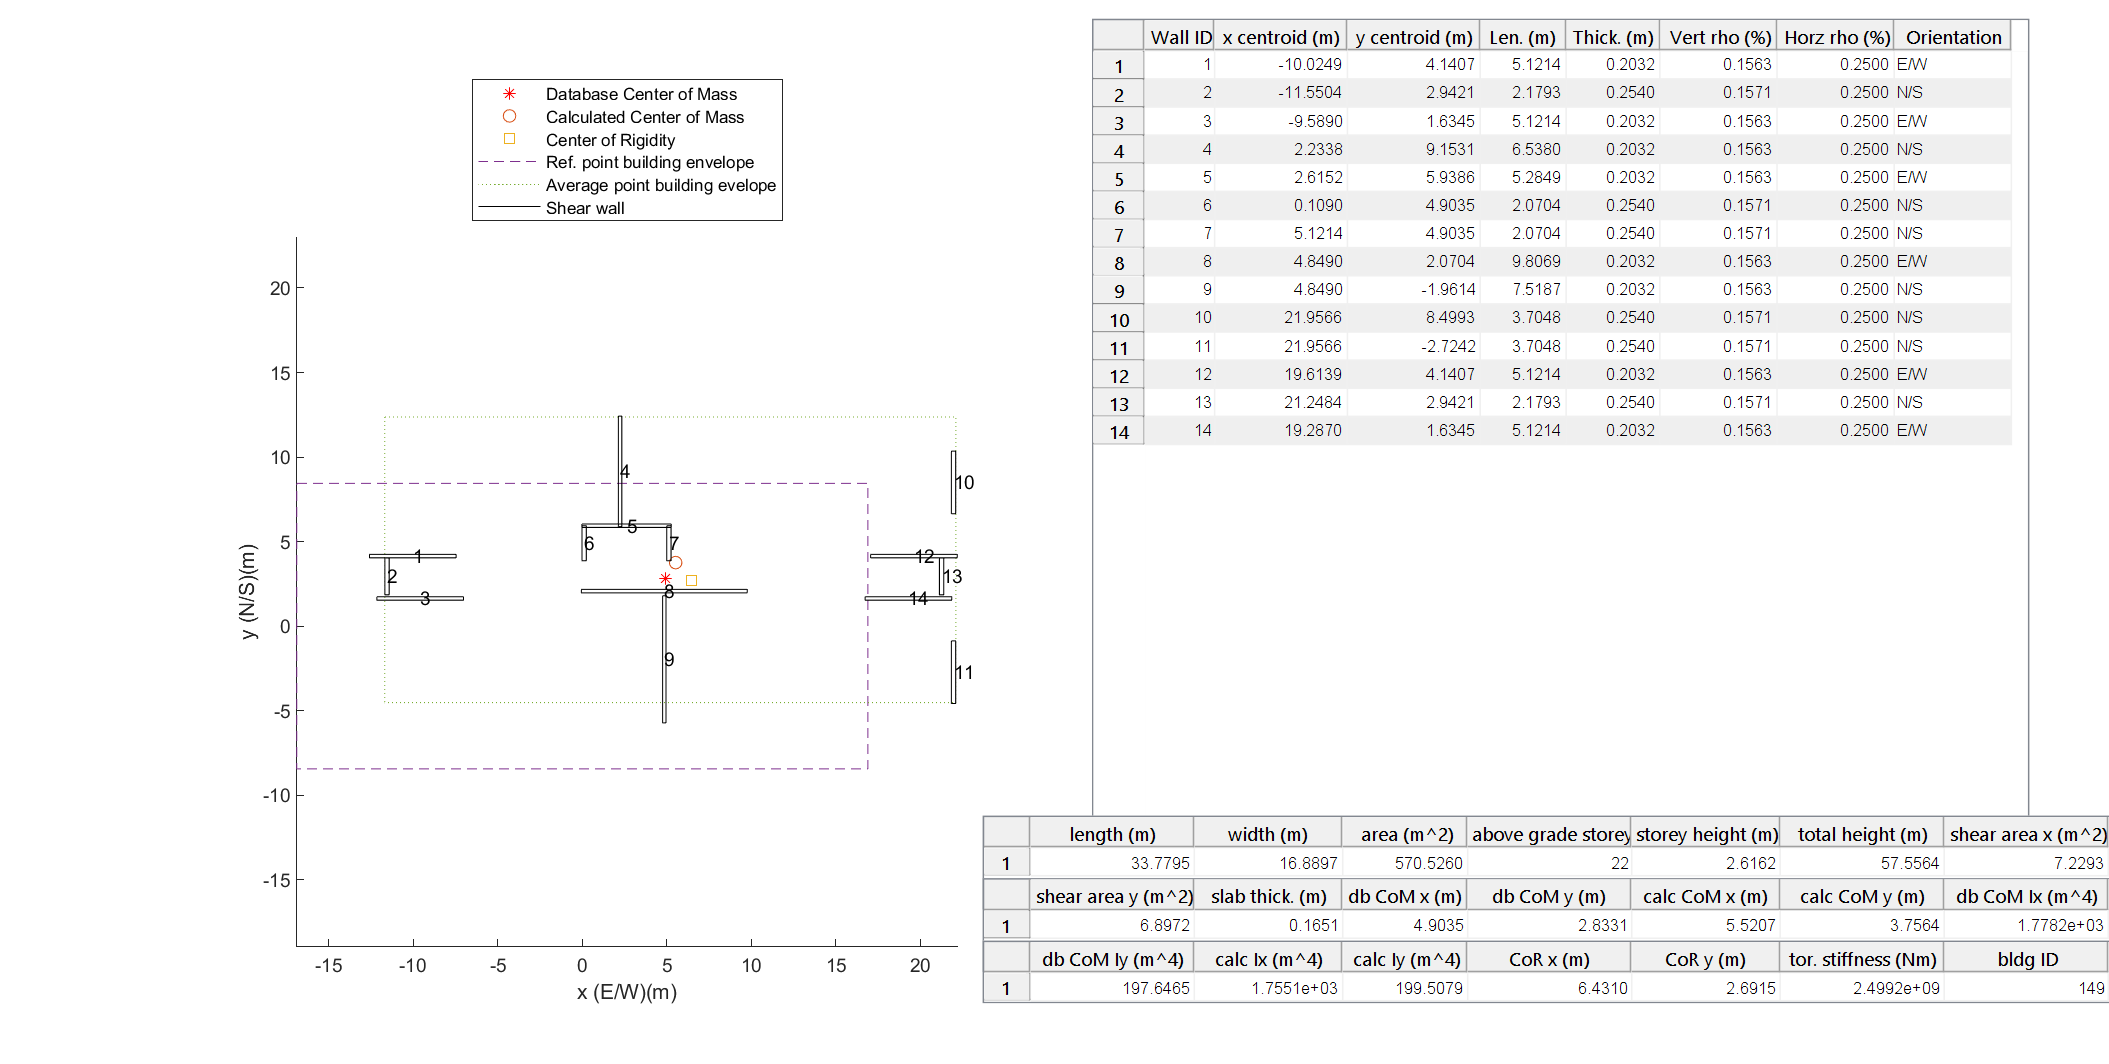 Database Center of Mass
Calculated Center of Mass
Center of Rigidity
Ref. point building envelope
Average point building evelope
Shear wall
20
15
10
5
0
-5
-10
-15
y (N/S)(m)
-15 -10 -5 0 5 10 15 20
x (E/W)(m)
4
10
5
6 7
1 12
2 13
8
3 14
9
11
Wall ID x centroid (m) y centroid (m) Len. (m) Thick. (m) Vert rho (%) Horz rho (%) Orientation
1 1 -10.0249 4.1407 5.1214 0.2032 0.1563 0.2500 E/W
2 2 -11.5504 2.9421 2.1793 0.2540 0.1571 0.2500 N/S
3 3 -9.5890 1.6345 5.1214 0.2032 0.1563 0.2500 E/W
4 4 2.2338 9.1531 6.5380 0.2032 0.1563 0.2500 N/S
5 5 2.6152 5.9386 5.2849 0.2032 0.1563 0.2500 E/W
6 6 0.1090 4.9035 2.0704 0.2540 0.1571 0.2500 N/S
7 7 5.1214 4.9035 2.0704 0.2540 0.1571 0.2500 N/S
8 8 4.8490 2.0704 9.8069 0.2032 0.1563 0.2500 E/W
9 9 4.8490 -1.9614 7.5187 0.2032 0.1563 0.2500 N/S
10 10 21.9566 8.4993 3.7048 0.2540 0.1571 0.2500 N/S
11 11 21.9566 -2.7242 3.7048 0.2540 0.1571 0.2500 N/S
12 12 19.6139 4.1407 5.1214 0.2032 0.1563 0.2500 E/W
13 13 21.2484 2.9421 2.1793 0.2540 0.1571 0.2500 N/S
14 14 19.2870 1.6345 5.1214 0.2032 0.1563 0.2500 E/W
length (m) width (m) area (m^2) above grade storey storey height (m) total height (m) shear area x (m^2)
1 33.7795 16.8897 570.5260 22 2.6162 57.5564 7.2293
shear area y (m^2) slab thick. (m) db CoM x (m) db CoM y (m) calc CoM x (m) calc CoM y (m) db CoM Ix (m^4)
1 6.8972 0.1651 4.9035 2.8331 5.5207 3.7564 1.7782e+03
db CoM Iy (m^4) calc Ix (m^4) calc Iy (m^4) CoR x (m) CoR y (m) tor. stiffness (Nm) bldg ID
1 197.6465 1.7551e+03 199.5079 6.4310 2.6915 2.4992e+09 149